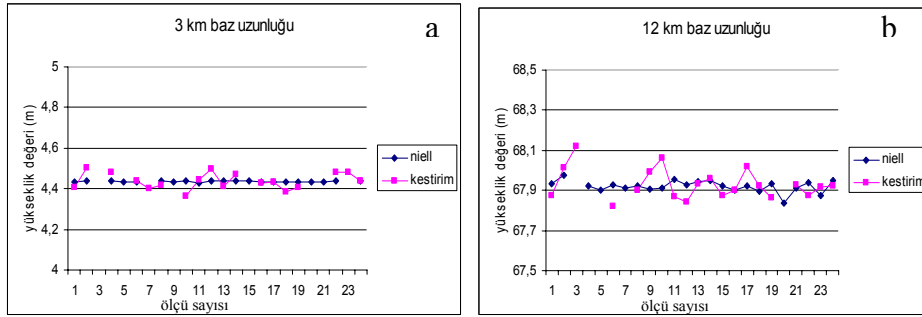 3 km baz uzunluğu
a
yükseklik değeri (m)
5
4,8
4,6
4,4
4,2
4
1 3 5 7 9 11 13 15 17 19 21 23
ölçü sayısı
niell
kestirim
12 km baz uzunluğu
b
yükseklik değeri (m)
68,5
68,3
68,1
67,9
67,7
67,5
1 3 5 7 9 11 13 15 17 19 21 23
ölçü sayısı
niell
kestirim